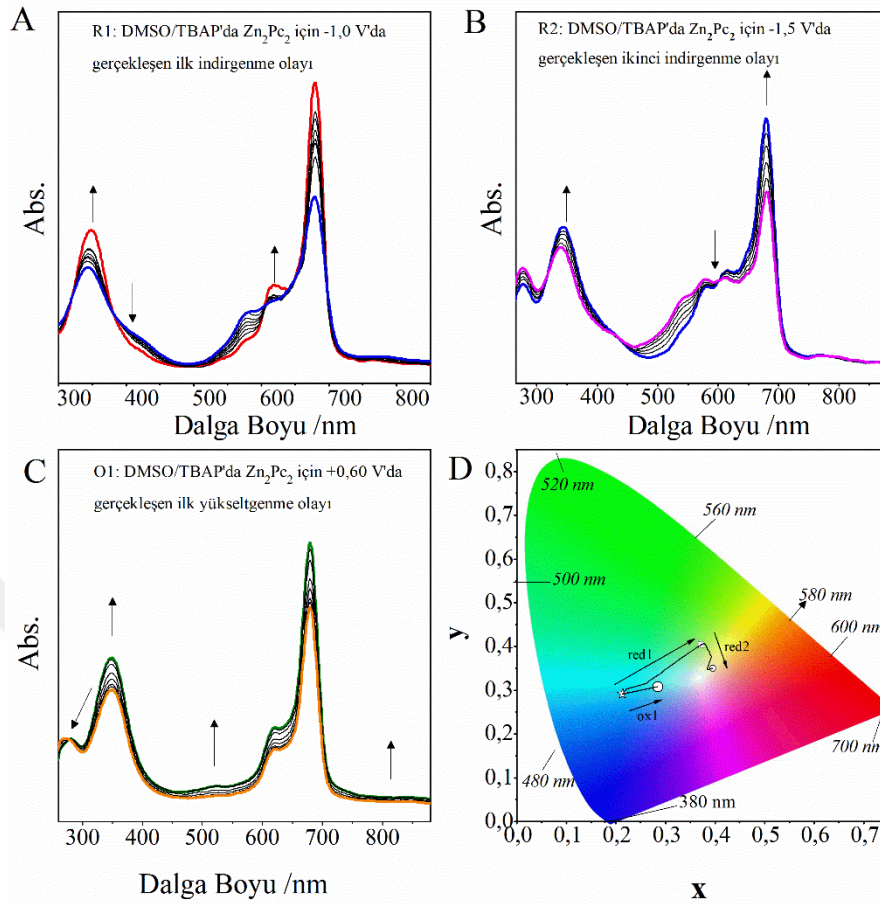 A
R1: DMSO/TBAP'da Zn₂Pc₂ için -1,0 V'da
gerçekleşen ilk indirgenme olayı
Abs.
300 400 500 600 700 800
Dalga Boyu /nm
B
R2: DMSO/TBAP'da Zn₂Pc₂ için -1,5 V'da
gerçekleşen ikinci indirgenme olayı
Abs.
300 400 500 600 700 800
Dalga Boyu /nm
C
O1: DMSO/TBAP'da Zn₂Pc₂ için +0,60 V'da
gerçekleşen ilk yükseltgenme olayı
Abs.
300 400 500 600 700 800
Dalga Boyu /nm
D
0,8
0,7
0,6
0,5
0,4
0,3
0,2
0,1
0,0
y
520 nm
560 nm
500 nm
580 nm
600 nm
red1
red2
ox1
700 nm
480 nm
380 nm
0,0 0,1 0,2 0,3 0,4 0,5 0,6 0,7
x